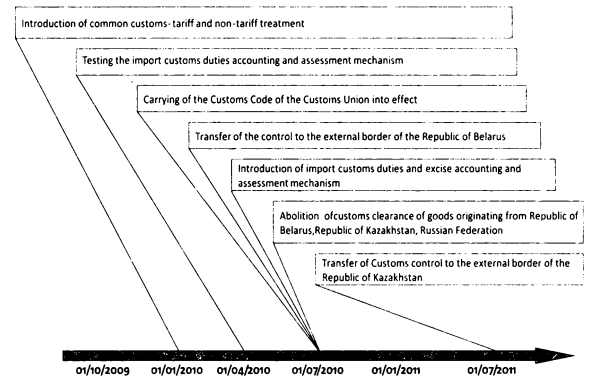 Introduction of common customs-tariff and non-tariff treatment
Testing the import customs duties accounting and assessment mechanism
Carrying of the Customs Code of the Customs Union into effect
Transfer of the control to the external border of the Republic of Belarus
Introduction of import customs duties and excise accounting and
assessment mechanism
Abolition ofcustoms clearance of goods originating from Republic of
Belarus,Republic of Kazakhstan, Russian Federation
Transfer of Customs control to the external border of the
Republic of Kazakhstan
01/10/2009 01/01/2010 01/04/2010 01/07/2010 01/01/2011 01/07/2011